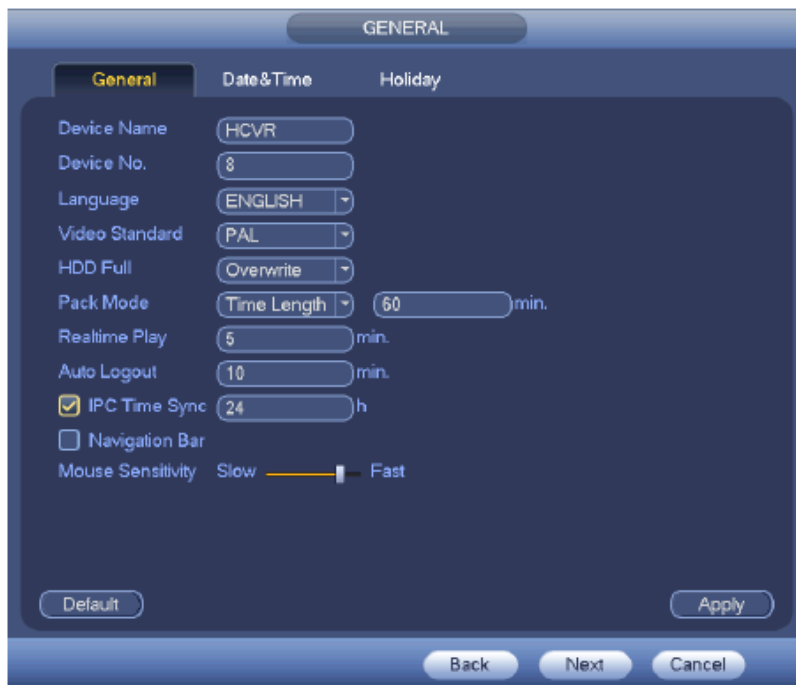 GENERAL
General Date&Time Holiday
Device Name HCVR
Device No. 8
Language ENGLISH
Video Standard PAL
HDD Full Overwrite
Pack Mode Time Length 60 min.
Realtime Play 5 min.
Auto Logout 10 min.
IPC Time Sync 24 h
Navigation Bar
Mouse Sensitivity Slow Fast
Default Apply
Back Next Cancel